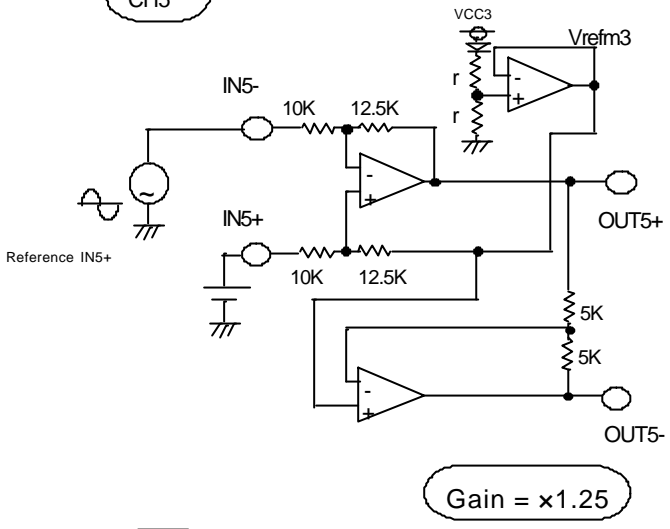 CH5
VCC3
Vrefm3
r
-
+
r
IN5-
10K 12.5K
-
+
~
OUT5+
IN5+
Reference IN5+
10K 12.5K
5K
5K
-
+
OUT5-
Gain = ×1.25